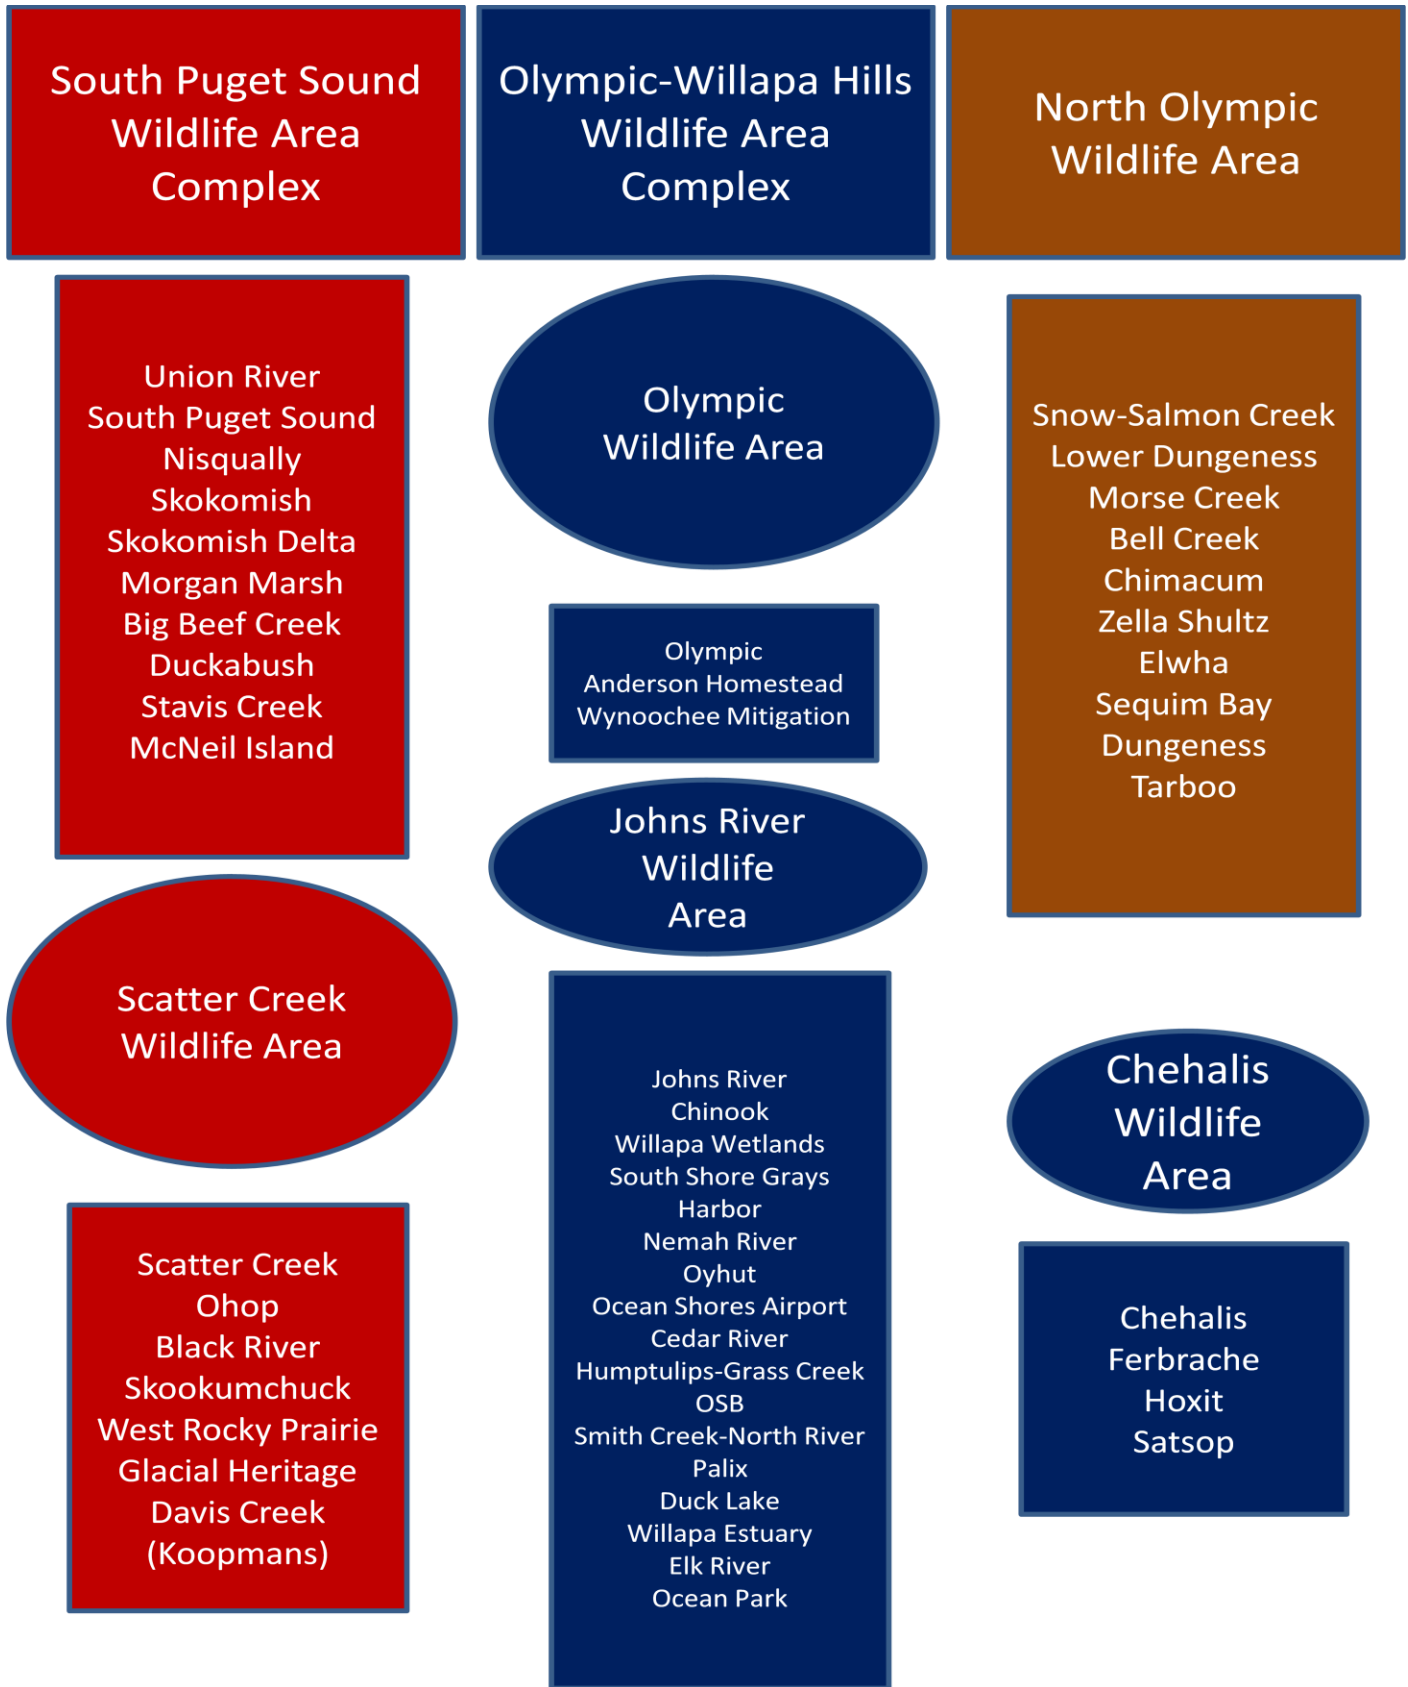 South Puget Sound
Wildlife Area
Complex
Union River
South Puget Sound
Nisqually
Skokomish
Skokomish Delta
Morgan Marsh
Big Beef Creek
Duckabush
Stavis Creek
McNeil Island
Scatter Creek
Wildlife Area
Scatter Creek
Ohop
Black River
Skookumchuck
West Rocky Prairie
Glacial Heritage
Davis Creek
(Koopmans)
Olympic-Willapa Hills
Wildlife Area
Complex
Olympic
Wildlife Area
Olympic
Anderson Homestead
Wynoochee Mitigation
Johns River
Wildlife
Area
Johns River
Chinook
Willapa Wetlands
South Shore Grays
Harbor
Nemah River
Oyhut
Ocean Shores Airport
Cedar River
Humptulips-Grass Creek
OSB
Smith Creek-North River
Palix
Duck Lake
Willapa Estuary
Elk River
Ocean Park
North Olympic
Wildlife Area
Snow-Salmon Creek
Lower Dungeness
Morse Creek
Bell Creek
Chimacum
Zella Shultz
Elwha
Sequim Bay
Dungeness
Tarboo
Chehalis
Wildlife
Area
Chehalis
Ferbrache
Hoxit
Satsop